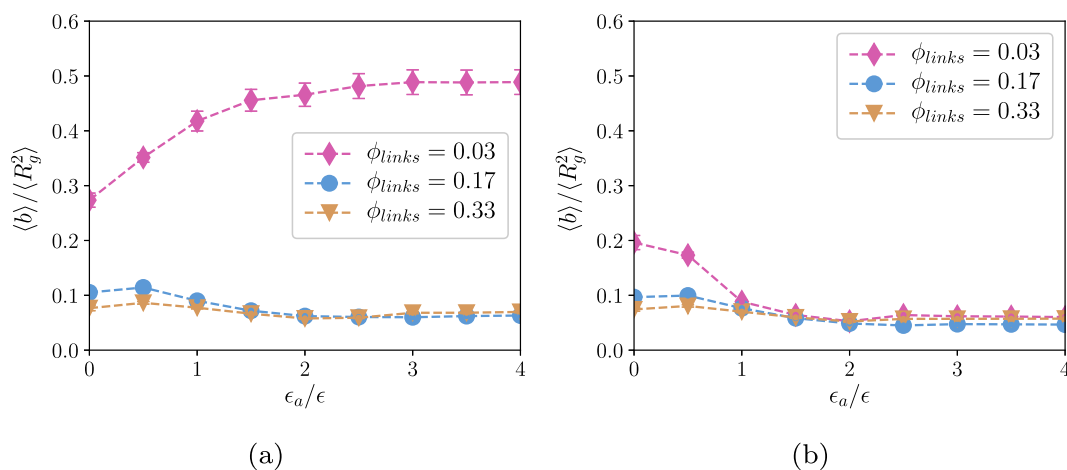 0.6
0.5
0.4
0.3
0.2
0.1
0.0
⟨b⟩/⟨R_g^2⟩
ϕ_links = 0.03
ϕ_links = 0.17
ϕ_links = 0.33
0 1 2 3 4
ϵ_a/ϵ
(a)
0.6
0.5
0.4
0.3
0.2
0.1
0.0
⟨b⟩/⟨R_g^2⟩
ϕ_links = 0.03
ϕ_links = 0.17
ϕ_links = 0.33
0 1 2 3 4
ϵ_a/ϵ
(b)